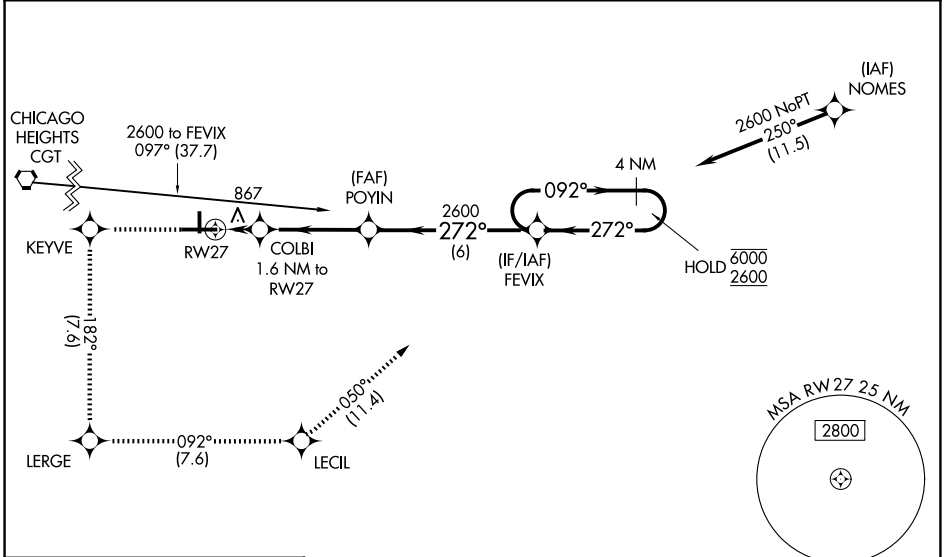 (IAF)
NOMES
2600 NoPT
250°
(11.5)
CHICAGO
HEIGHTS
CGT
2600 to FEVIX
097° (37.7)
4 NM
867
(FAF)
POYIN
092°
2600
272°
(6)
272°
KEYVE
RW27
COLBI
1.6 NM to
RW27
(IF/IAF)
FEVIX
HOLD 6000
2600
182°
(7.6)
050°
(11.4)
LERGE
092°
(7.6)
LECIL
MSA RW27 25 NM
2800